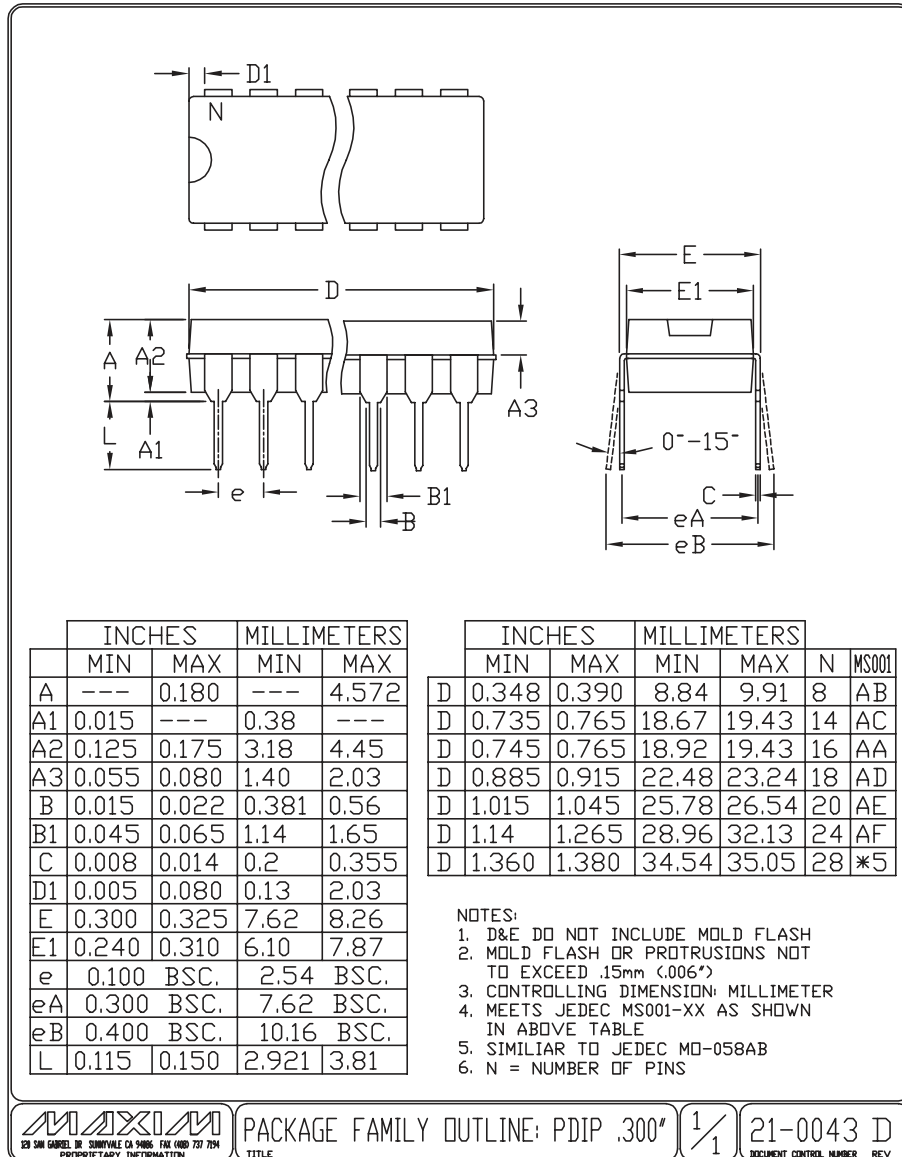 D1
N
D
E
E1
A
A2
A3
L
A1
0°-15°
e
B1
B
C
eA
eB
INCHES MILLIMETERS
MIN MAX MIN MAX
A --- 0.180 --- 4.572
A1 0.015 --- 0.38 ---
A2 0.125 0.175 3.18 4.45
A3 0.055 0.080 1.40 2.03
B 0.015 0.022 0.381 0.56
B1 0.045 0.065 1.14 1.65
C 0.008 0.014 0.2 0.355
D1 0.005 0.080 0.13 2.03
E 0.300 0.325 7.62 8.26
E1 0.240 0.310 6.10 7.87
e 0.100 BSC. 2.54 BSC.
eA 0.300 BSC. 7.62 BSC.
eB 0.400 BSC. 10.16 BSC.
L 0.115 0.150 2.921 3.81
INCHES MILLIMETERS
MIN MAX MIN MAX N MS001
D 0.348 0.390 8.84 9.91 8 AB
D 0.735 0.765 18.67 19.43 14 AC
D 0.745 0.765 18.92 19.43 16 AA
D 0.885 0.915 22.48 23.24 18 AD
D 1.015 1.045 25.78 26.54 20 AE
D 1.14 1.265 28.96 32.13 24 AF
D 1.360 1.380 34.54 35.05 28 *5
NOTES:
1. D&E DO NOT INCLUDE MOLD FLASH
2. MOLD FLASH OR PROTRUSIONS NOT
TO EXCEED .15mm (.006")
3. CONTROLLING DIMENSION: MILLIMETER
4. MEETS JEDEC MS001-XX AS SHOWN
IN ABOVE TABLE
5. SIMILIAR TO JEDEC MO-058AB
6. N = NUMBER OF PINS
MAXIM
120 SAN GABRIEL DR SUNNYVALE CA 94086 FAX (408) 737 7194
PROPRIETARY INFORMATION
PACKAGE FAMILY OUTLINE: PDIP .300"
TITLE
1/1
21-0043 D
DOCUMENT CONTROL NUMBER REV